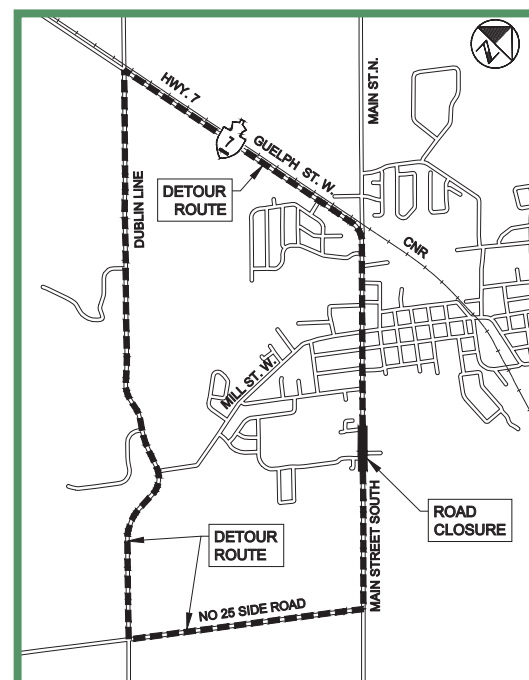 HWY. 7
MAIN ST.N.
7
GUELPH ST. W.
DETOUR
ROUTE
DUBLIN LINE
CNR
MILL ST. W.
ROAD
CLOSURE
MAIN STREET SOUTH
DETOUR
ROUTE
NO 25 SIDE ROAD